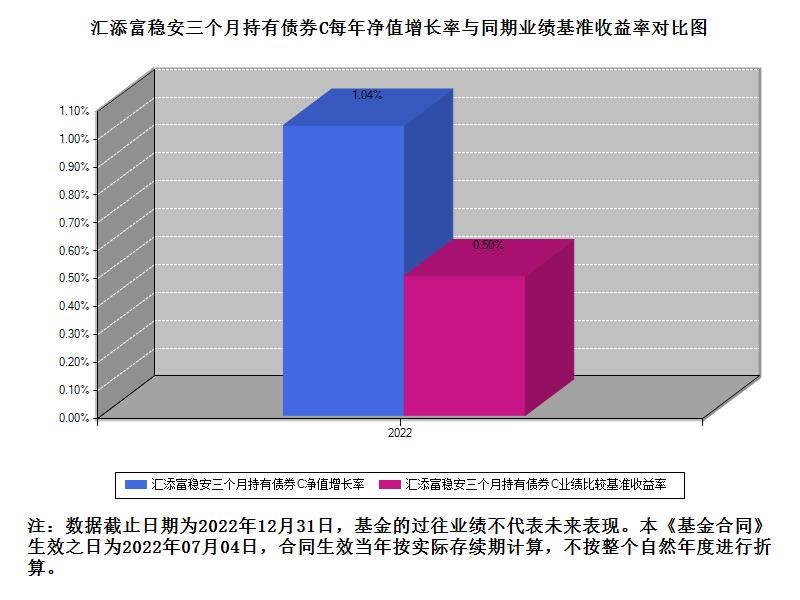 汇添富稳安三个月持有债券C每年净值增长率与同期业绩基准收益率对比图
1.10%
1.00%
0.90%
0.80%
0.70%
0.60%
0.50%
0.40%
0.30%
0.20%
0.10%
0.00%
1.04%
0.50%
2022
汇添富稳安三个月持有债券C净值增长率
汇添富稳安三个月持有债券C业绩比较基准收益率
注：数据截止日期为2022年12月31日，基金的过往业绩不代表未来表现。本《基金合同》
生效之日为2022年07月04日，合同生效当年按实际存续期计算，不按整个自然年度进行折
算。